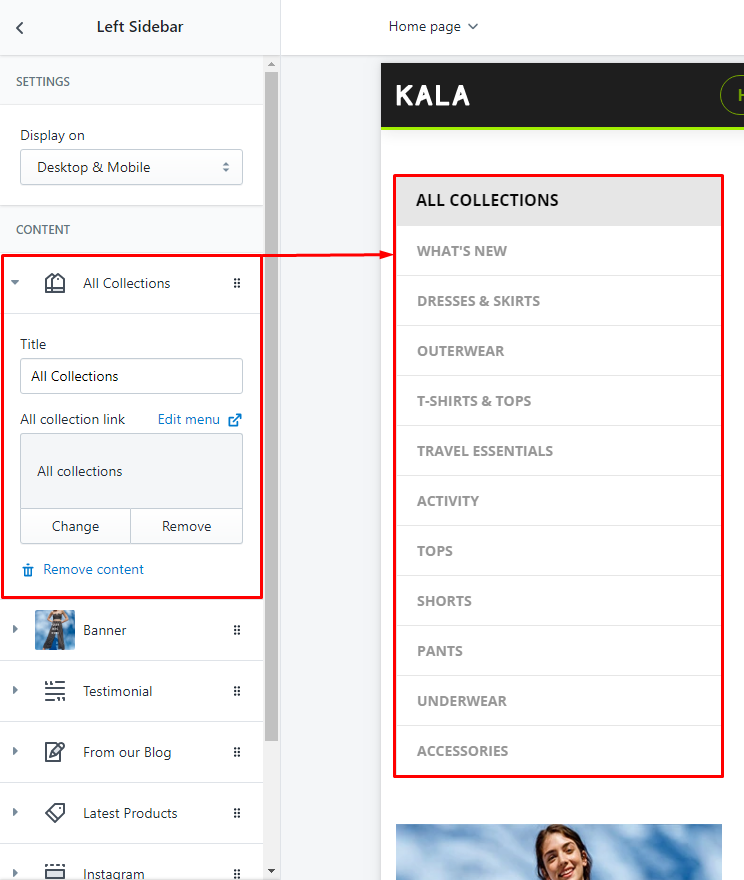 Left Sidebar
SETTINGS
Display on
Desktop & Mobile
CONTENT
All Collections
Title
All Collections
All collection link Edit menu
All collections
Change Remove
Remove content
Banner
Testimonial
From our Blog
Latest Products
Instagram
Home page
KALA
H
ALL COLLECTIONS
WHAT'S NEW
DRESSES & SKIRTS
OUTERWEAR
T-SHIRTS & TOPS
TRAVEL ESSENTIALS
ACTIVITY
TOPS
SHORTS
PANTS
UNDERWEAR
ACCESSORIES